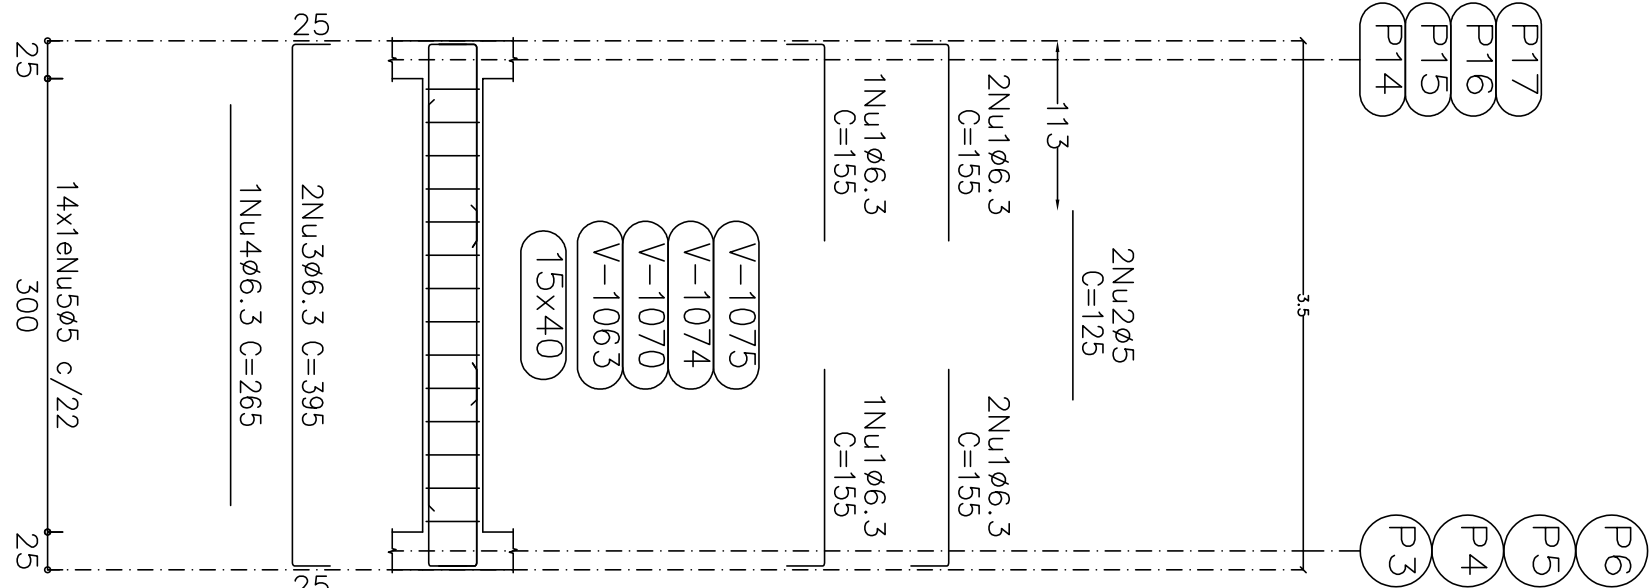 P17
P16
P15
P14
P6
P5
P4
P3
3.5
2Nu2ø5
C=125
113
2Nu1ø6.3
C=155
2Nu1ø6.3
C=155
1Nu1ø6.3
C=155
1Nu1ø6.3
C=155
V-1075
V-1074
V-1070
V-1063
15x40
25
2Nu3ø6.3 C=395
25
1Nu4ø6.3 C=265
14x1eNu5ø5 c/22
25
300
25